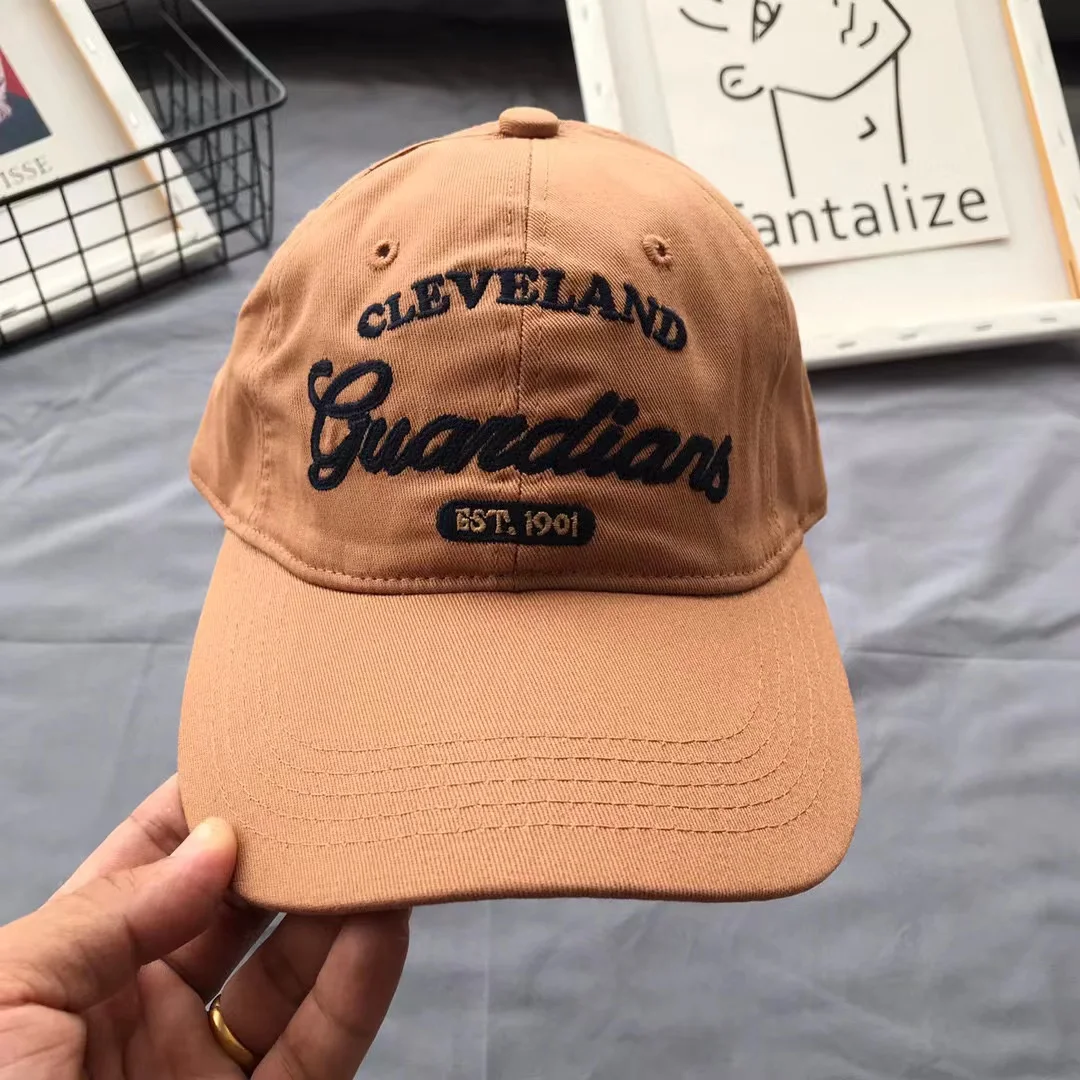 ISSE
antalize
CLEVELAND
Guardians
EST. 1901